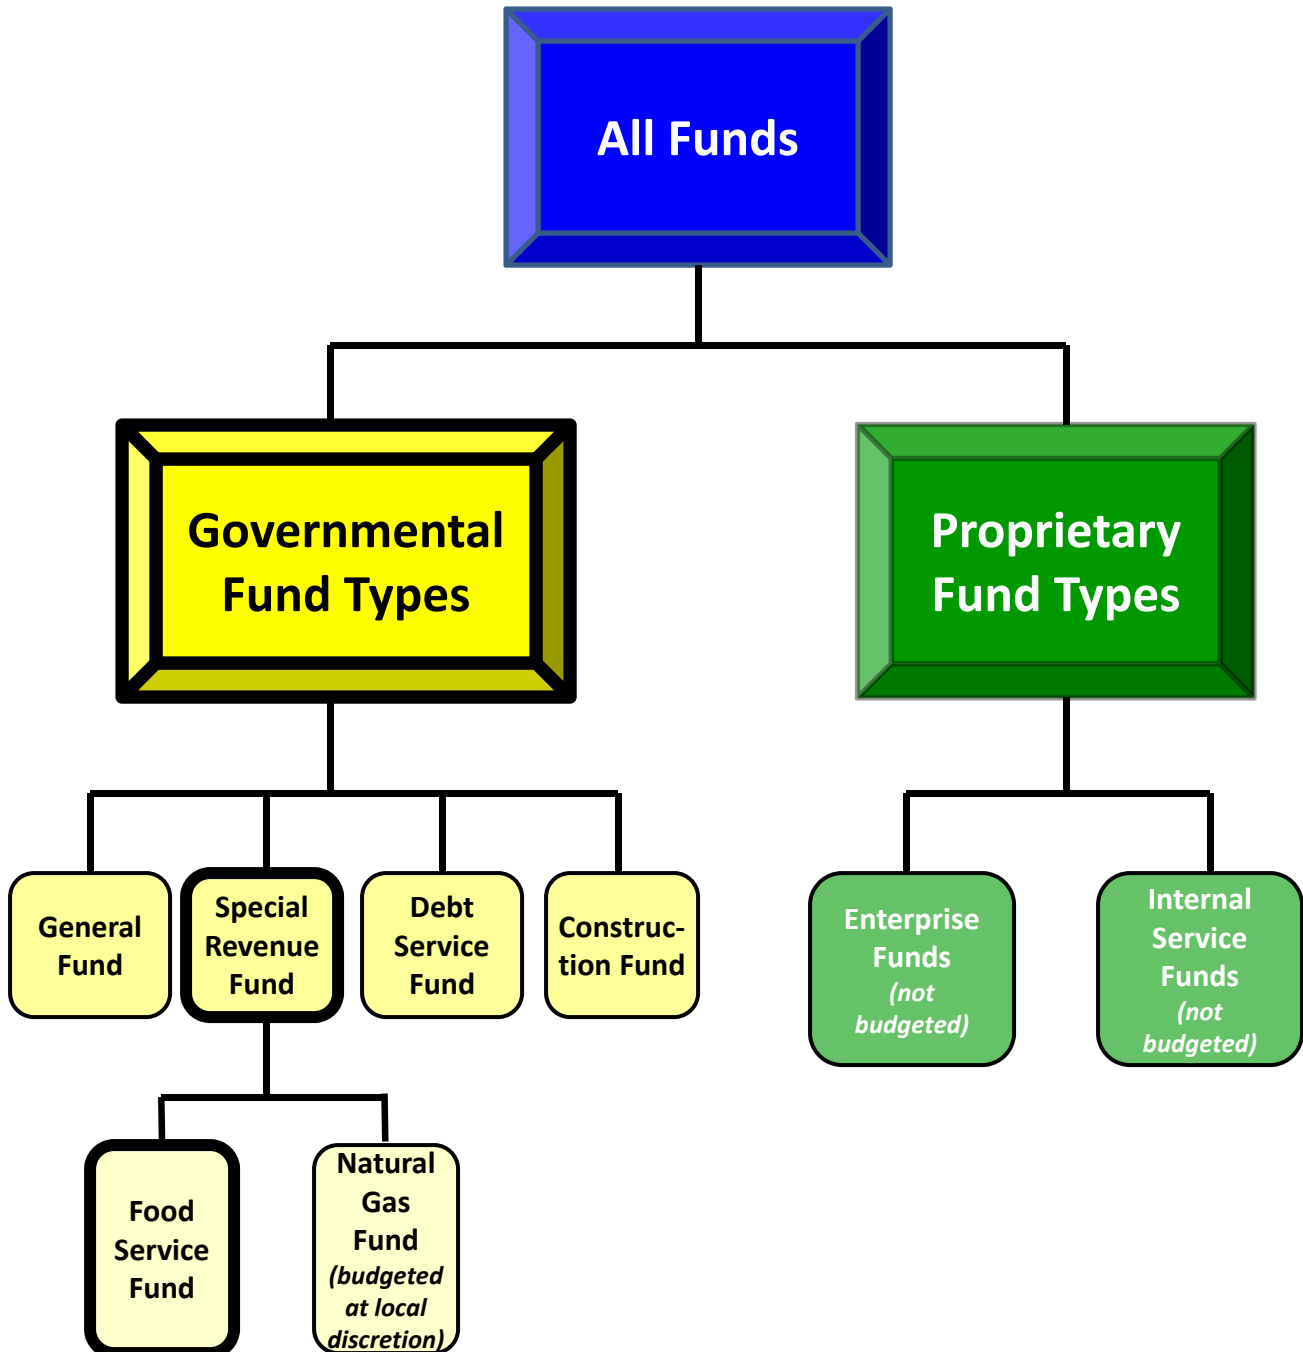 All Funds
Governmental
Fund Types
Proprietary
Fund Types
General
Fund
Special
Revenue
Fund
Debt
Service
Fund
Construc-
tion Fund
Enterprise
Funds
(not
budgeted)
Internal
Service
Funds
(not
budgeted)
Food
Service
Fund
Natural
Gas
Fund
(budgeted
at local
discretion)